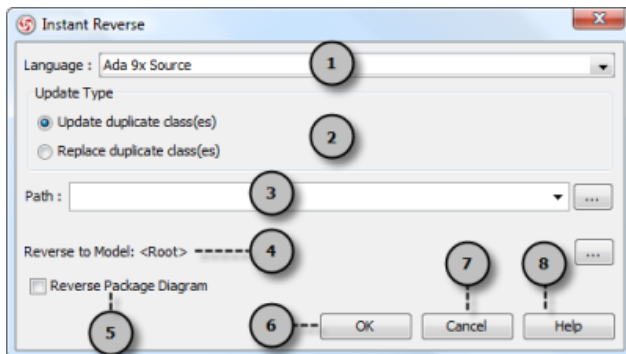 Instant Reverse
Language : Ada 9x Source
1
Update Type
Update duplicate class(es)
2
Replace duplicate class(es)
Path :
3
...
Reverse to Model: <Root>
4
...
7
8
Reverse Package Diagram
5
6
OK
Cancel
Help